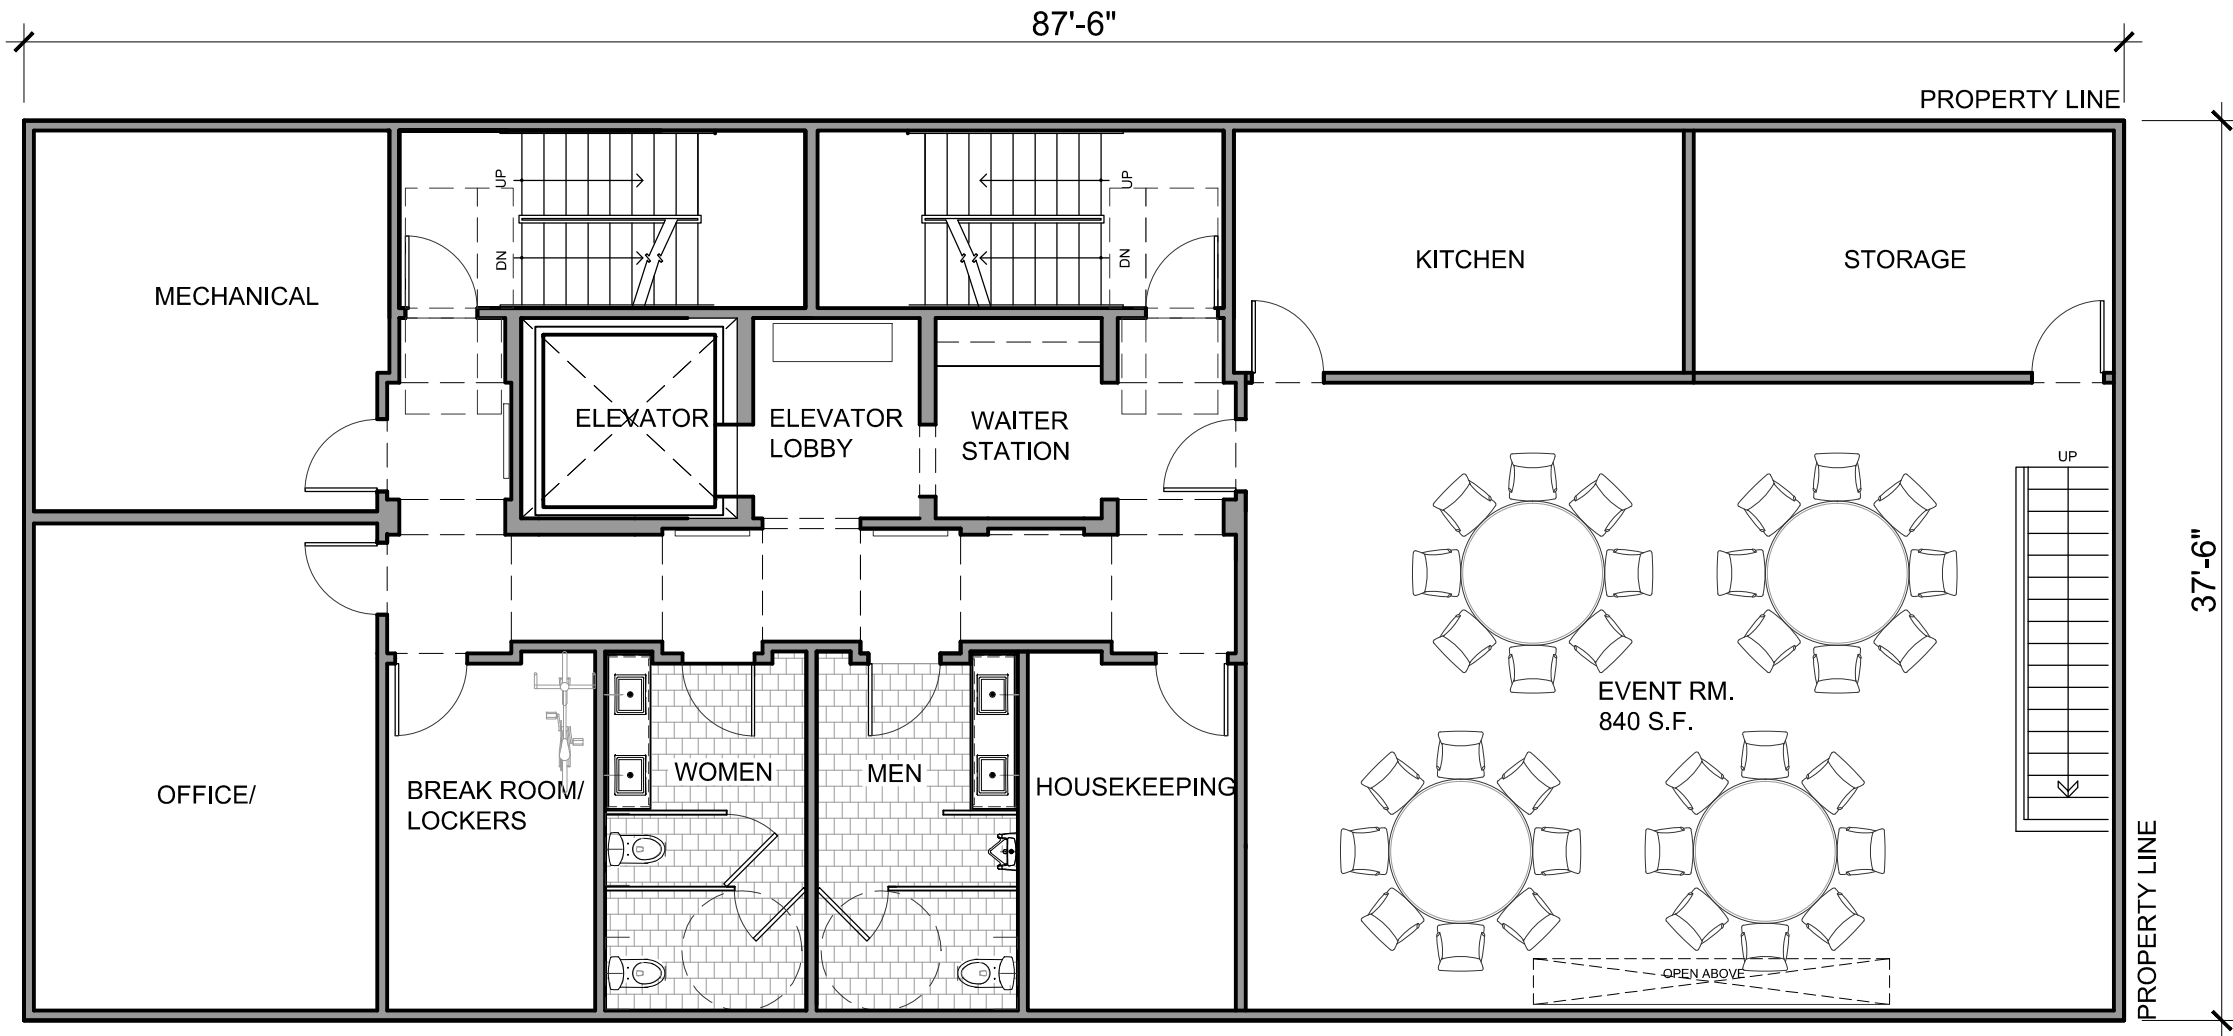 87'-6"
PROPERTY LINE
UP
UP
DN
DN
KITCHEN
STORAGE
MECHANICAL
ELEVATOR
ELEVATOR
LOBBY
WAITER
STATION
UP
37'-6"
EVENT RM.
840 S.F.
WOMEN
MEN
HOUSEKEEPING
OFFICE/
BREAK ROOM/
LOCKERS
OPEN ABOVE
PROPERTY LINE